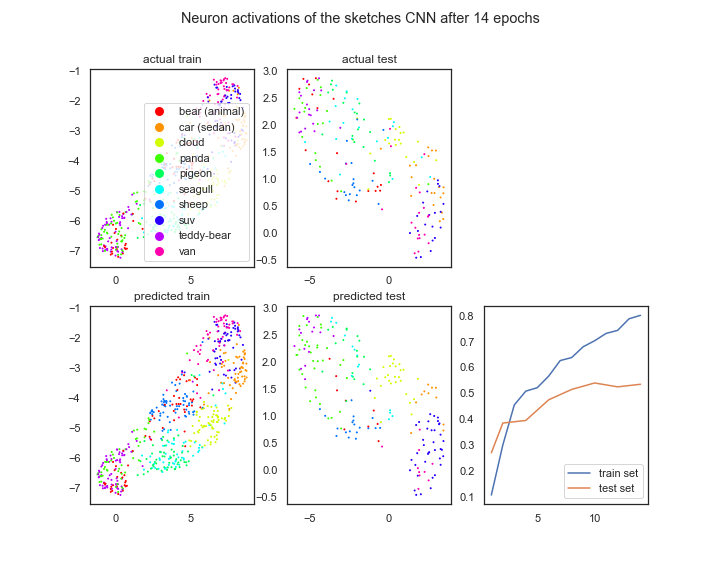 Neuron activations of the sketches CNN after 14 epochs
actual train
actual test
−1
−2
−3
−4
−5
−6
−7
0
5
bear (animal)
car (sedan)
cloud
panda
pigeon
seagull
sheep
suv
teddy-bear
van
3.0
2.5
2.0
1.5
1.0
0.5
0.0
−0.5
−5
0
predicted train
predicted test
−1
−2
−3
−4
−5
−6
−7
0
5
3.0
2.5
2.0
1.5
1.0
0.5
0.0
−0.5
−5
0
0.8
0.7
0.6
0.5
0.4
0.3
0.2
0.1
5
10
train set
test set